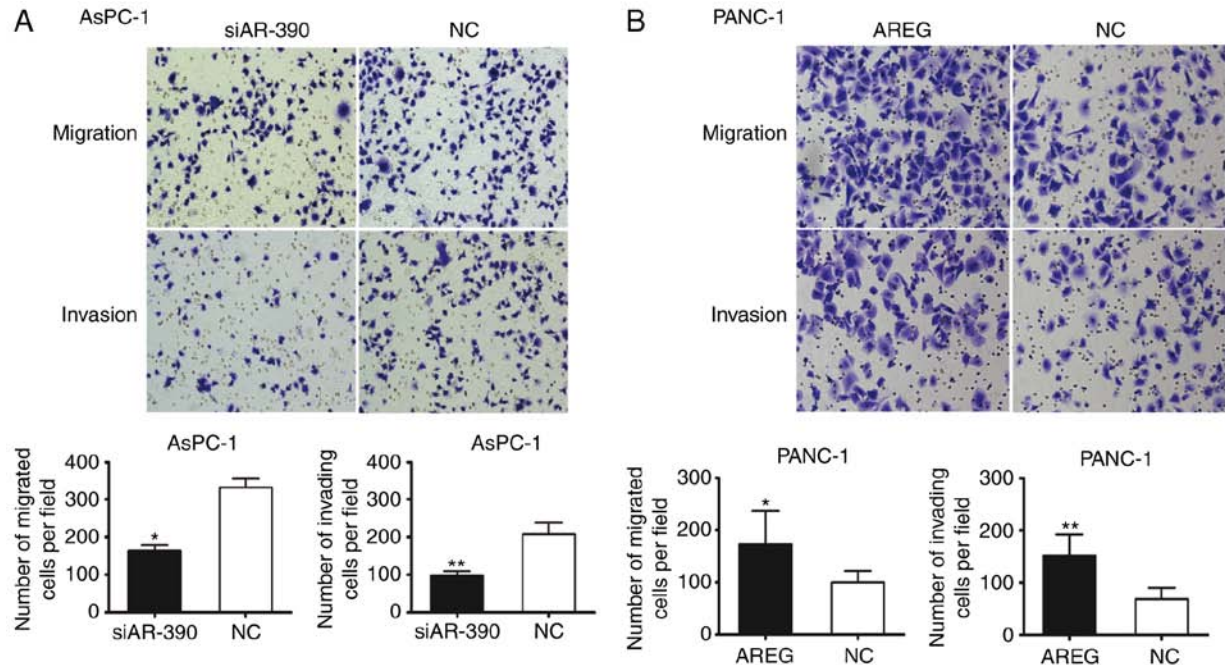 A
AsPC-1
siAR-390
NC
Migration
Invasion
AsPC-1
Number of migrated
cells per field
400
300
200
100
0
*
siAR-390
NC
AsPC-1
Number of invading
cells per field
400
300
200
100
0
**
siAR-390
NC
B
PANC-1
AREG
NC
Migration
Invasion
PANC-1
Number of migrated
cells per field
300
200
100
0
*
AREG
NC
PANC-1
Number of invading
cells per field
300
200
100
0
**
AREG
NC